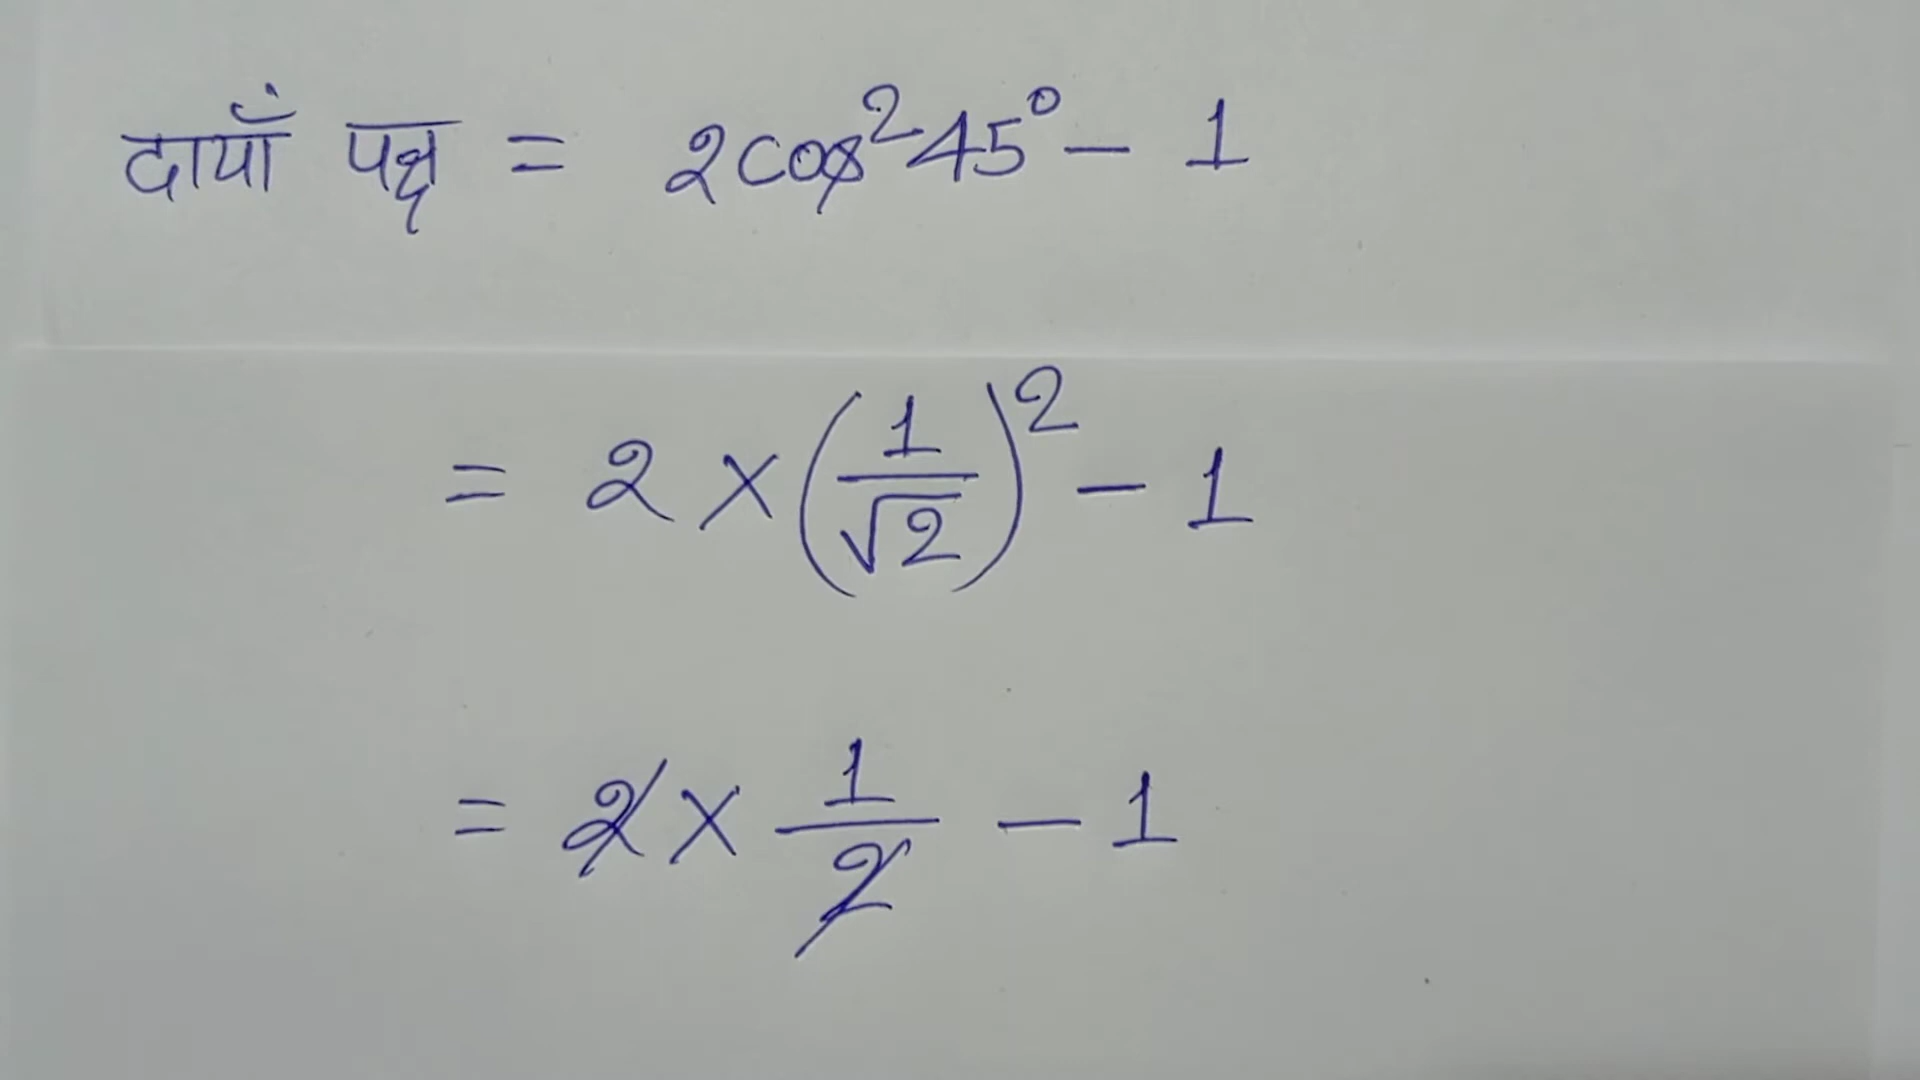 दायाँ पक्ष = 2cos²45° – 1
= 2 × (1/√2)² – 1
= 2 × 1/2 – 1